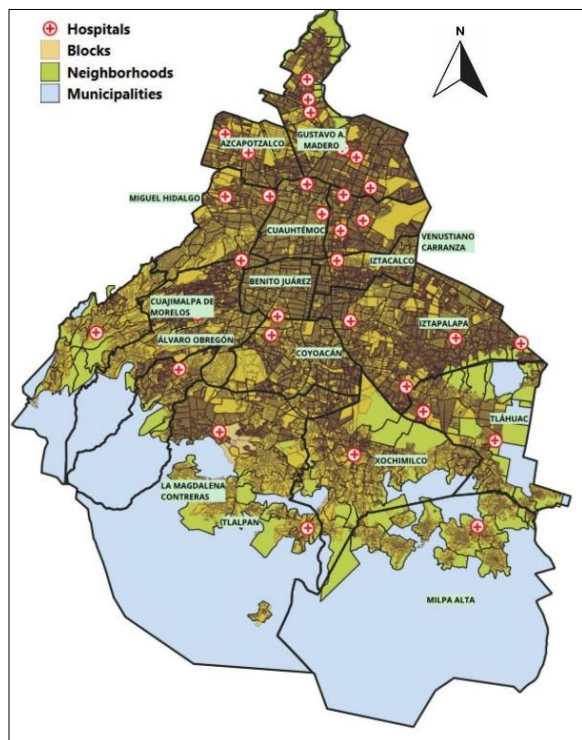 Hospitals
Blocks
Neighborhoods
Municipalities
N
GUSTAVO A.
MADERO
AZCAPOTZALCO
MIGUEL HIDALGO
CUAUHTÉMOC
VENUSTIANO
CARRANZA
IZTACALCO
BENITO JUÁREZ
CUAJIMALPA DE
MORELOS
IZTAPALAPA
ÁLVARO OBREGÓN
COYOACÁN
TLÁHUAC
XOCHIMILCO
LA MAGDALENA
CONTRERAS
TLALPAN
MILPA ALTA